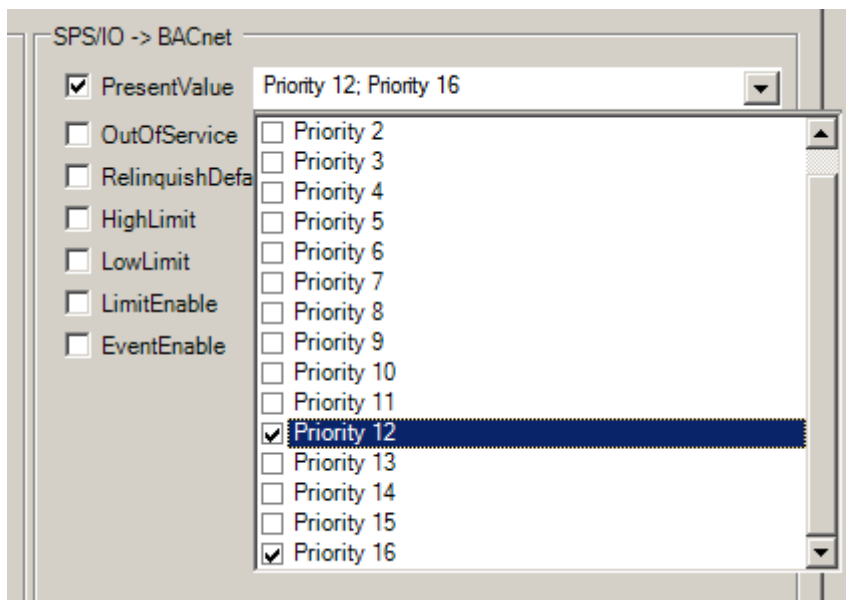 SPS/IO -> BACnet
PresentValue Priority 12; Priority 16
OutOfService
RelinquishDefa
HighLimit
LowLimit
LimitEnable
EventEnable
Priority 2
Priority 3
Priority 4
Priority 5
Priority 6
Priority 7
Priority 8
Priority 9
Priority 10
Priority 11
Priority 12
Priority 13
Priority 14
Priority 15
Priority 16